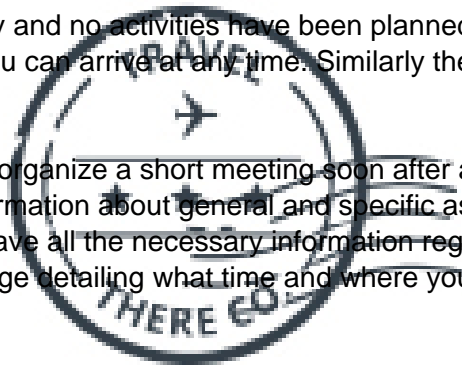 y and no activities have been planned
TRAVEL
u can arrive at any time. Similarly the
organize a short meeting soon after a
rmation about general and specific as
ave all the necessary information reg
ge detailing what time and where you
THERE CO.